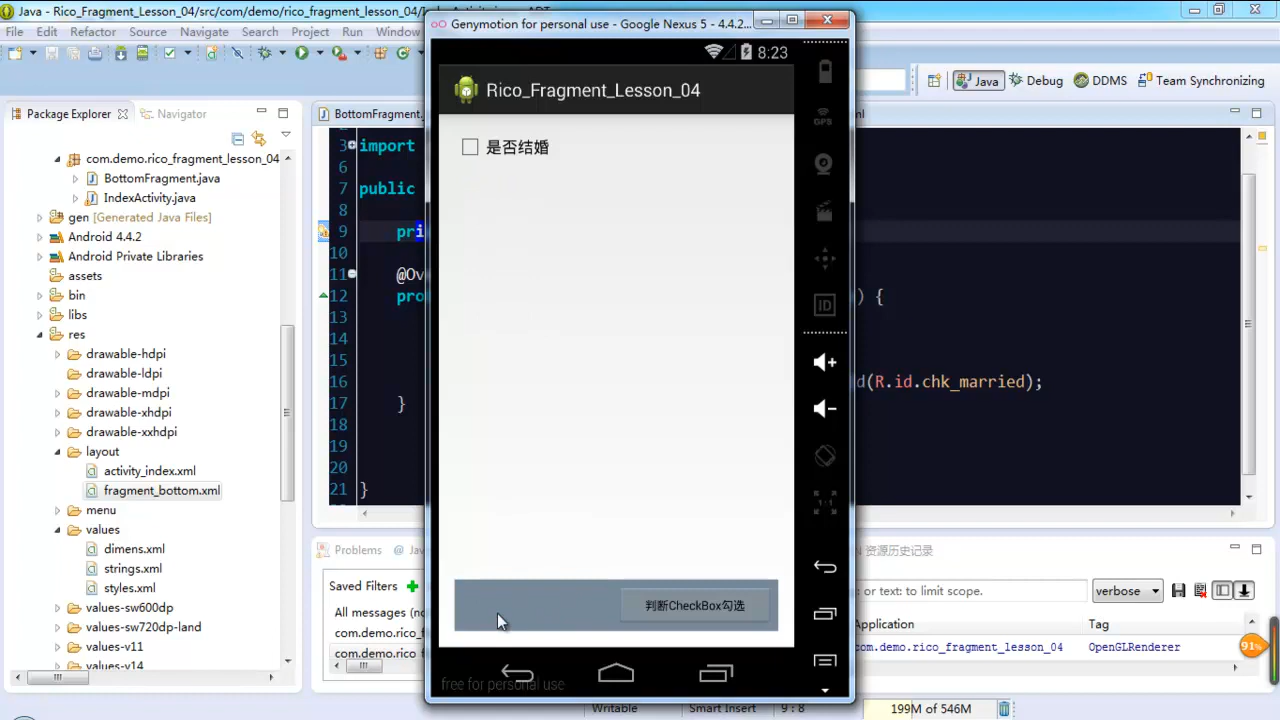 Java - Rico_Fragment_Lesson_04/src/com/demo/rico_fragment_lesson_04/
Genymotion for personal use - Google Nexus 5 - 4.4.2...
File Edit
Navigate Search Project Run Window
Java Debug DDMS Synchronizing
Package Explorer Navigator
com.demo.rico_fragment_lesson_04
BottomFragment.java
IndexActivity.java
gen [Generated Java Files]
Android 4.4.2
Android Private Libraries
assets
bin
libs
res
drawable-hdpi
drawable-ldpi
drawable-mdpi
drawable-xhdpi
drawable-xxhdpi
layout
activity_index.xml
fragment_bottom.xml
menu
values
dimens.xml
strings.xml
styles.xml
values-sw600dp
values-sw720dp-land
values-v11
values-v14
BottomFragment.
3 import
6
7 public
8
9 pri
10
11 @Ov
12 pro ) {
13
14
15
16 d(R.id.chk_married);
17 }
18
19
20
21 }
8:23
Rico_Fragment_Lesson_04
是否结婚
判断CheckBox勾选
free for personal use
GPS
ID
1:1
Problems
Saved Filters
All messages (no
com.demo.rico_f
com.demo.rico_f
资源历史记录
or text to limit scope. verbose
Application Tag
com.demo.rico_fragment_lesson_04 OpenGLRenderer
91%
Writable Smart Insert 9 : 8 199M of 546M